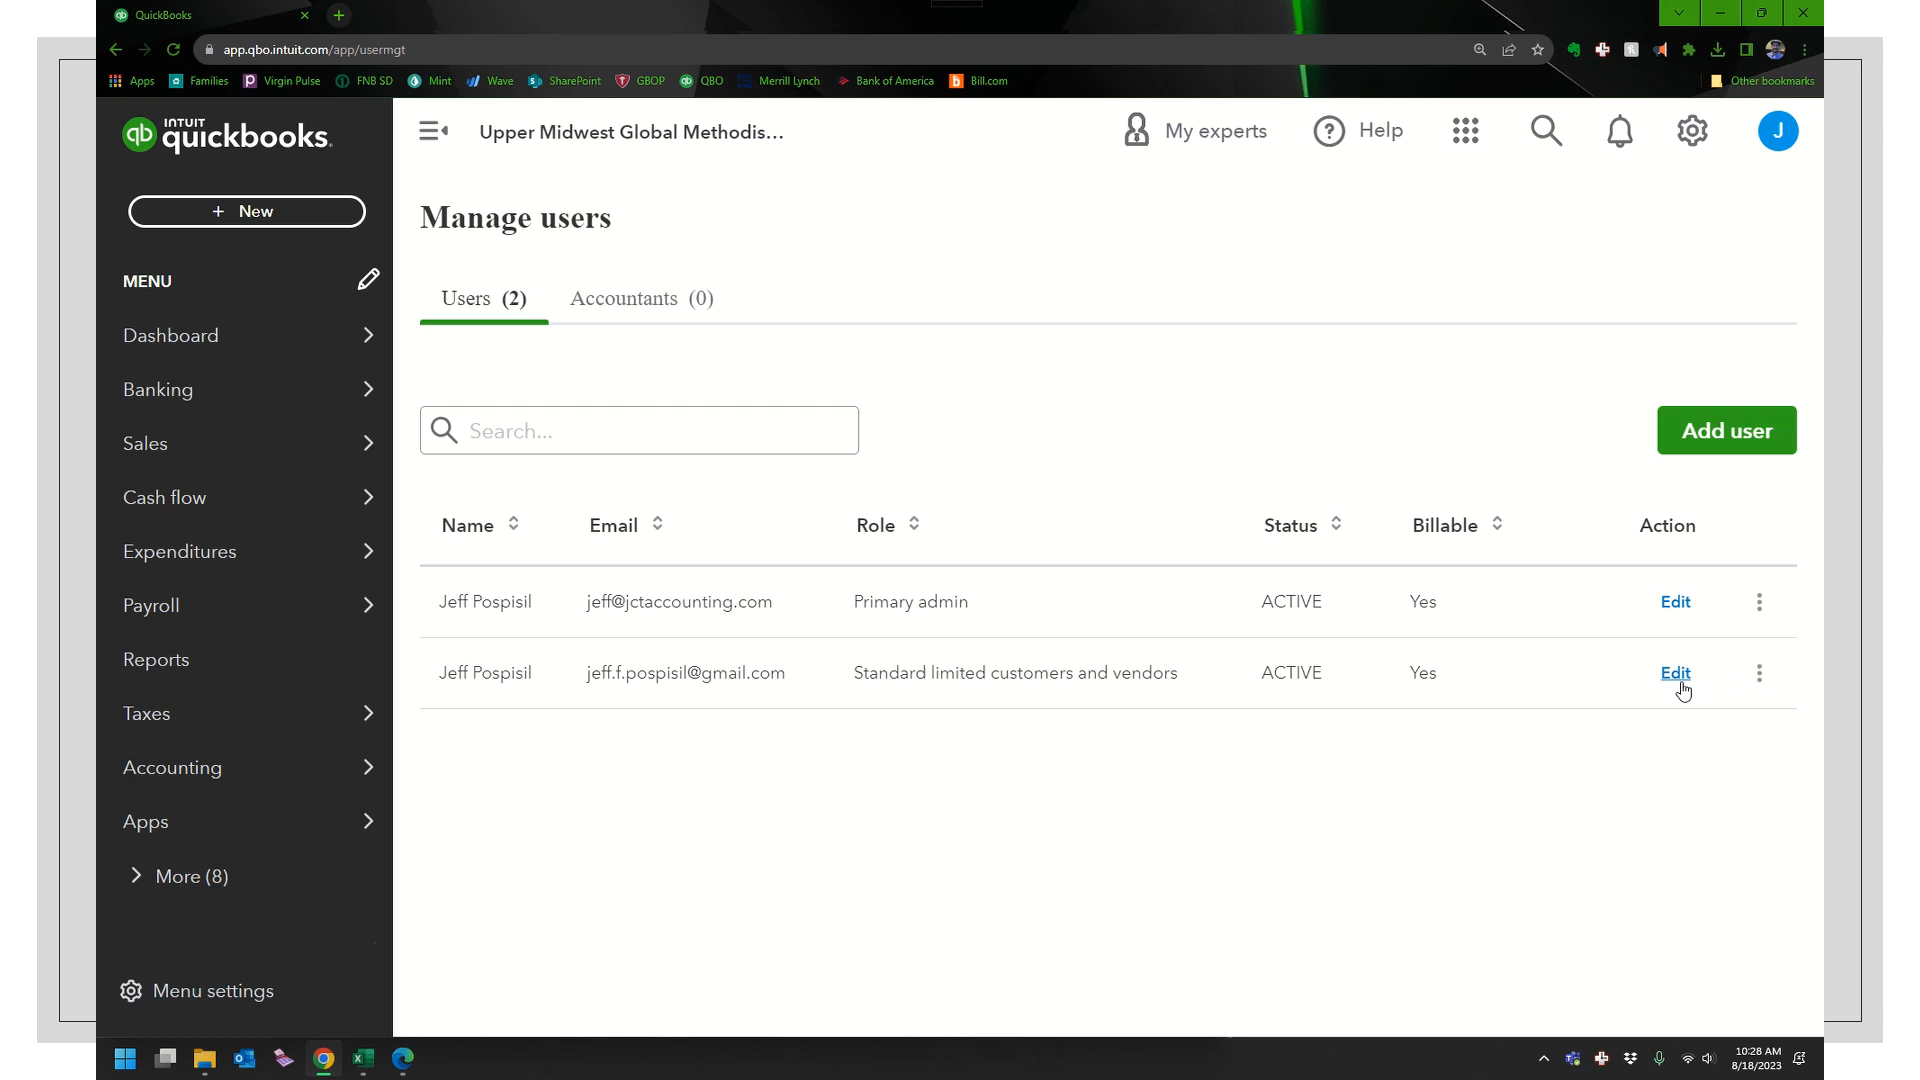 QuickBooks
app.qbo.intuit.com/app/usermgt
Apps Families Virgin Pulse FNB SD Mint Wave SharePoint GBOP QBO Merrill Lynch Bank of America Bill.com Other bookmarks
INTUIT
quickbooks.
Upper Midwest Global Methodis...
My experts
Help
J
+ New
Manage users
MENU
Users (2)
Accountants (0)
Dashboard
Banking
Sales
Cash flow
Expenditures
Payroll
Reports
Taxes
Accounting
Apps
More (8)
Menu settings
Search...
Add user
Name Email Role Status Billable Action
Jeff Pospisil jeff@jctaccounting.com Primary admin ACTIVE Yes Edit
Jeff Pospisil jeff.f.pospisil@gmail.com Standard limited customers and vendors ACTIVE Yes Edit
10:28 AM
8/18/2023